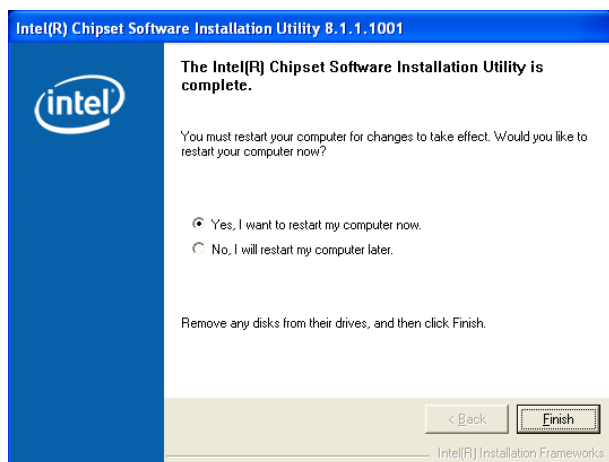 Intel(R) Chipset Software Installation Utility 8.1.1.1001
intel
The Intel(R) Chipset Software Installation Utility is
complete.
You must restart your computer for changes to take effect. Would you like to
restart your computer now?
Yes, I want to restart my computer now.
No, I will restart my computer later.
Remove any disks from their drives, and then click Finish.
< Back
Finish
Intel(R) Installation Frameworks